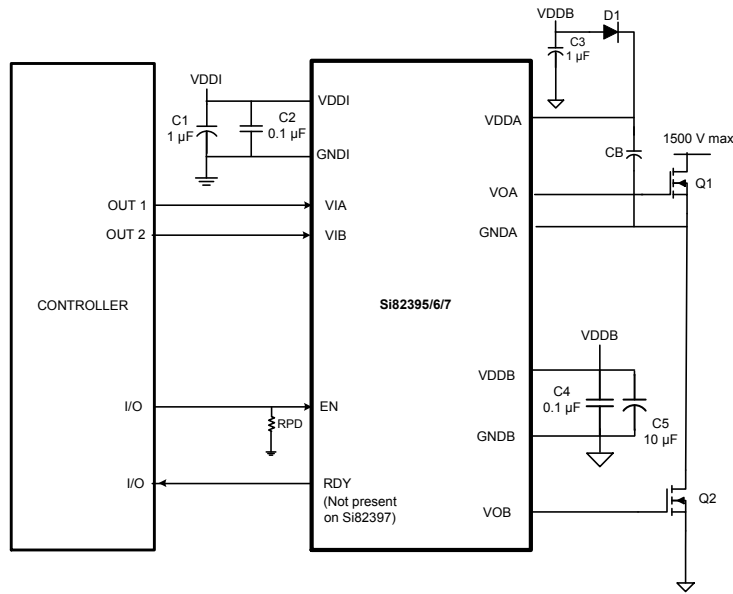 VDDB
D1
C3
1 µF
VDDI
C1
1 µF
C2
0.1 µF
VDDI
GNDI
VDDA
CB
1500 V max
Q1
VOA
GNDA
OUT 1
VIA
OUT 2
VIB
CONTROLLER
Si82395/6/7
VDDB
VDDB
C4
0.1 µF
C5
10 µF
GNDB
I/O
EN
RPD
I/O
RDY
(Not present
on Si82397)
VOB
Q2